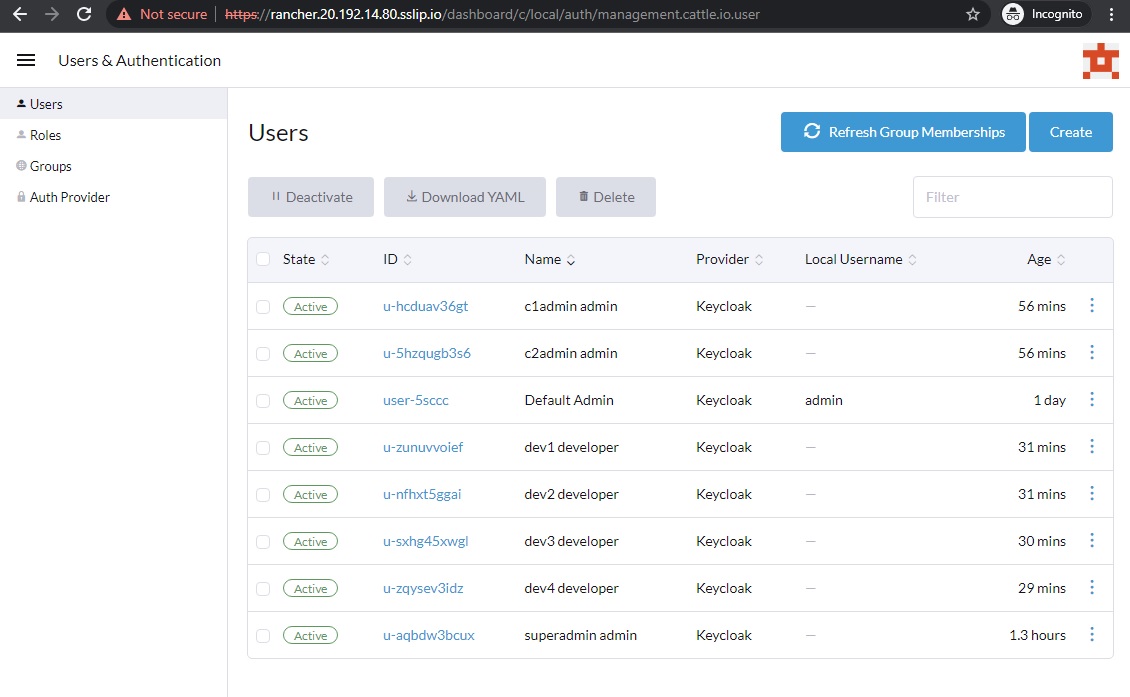 Not secure https://rancher.20.192.14.80.sslip.io/dashboard/c/local/auth/management.cattle.io.user Incognito
Users & Authentication
Users
Roles
Groups
Auth Provider
Users
Refresh Group Memberships Create
Deactivate Download YAML Delete Filter
State ID Name Provider Local Username Age
Active u-hcduav36gt c1admin admin Keycloak — 56 mins
Active u-5hzqugb3s6 c2admin admin Keycloak — 56 mins
Active user-5sccc Default Admin Keycloak admin 1 day
Active u-zunuvvoief dev1 developer Keycloak — 31 mins
Active u-nfhxt5ggai dev2 developer Keycloak — 31 mins
Active u-sxhg45xwgl dev3 developer Keycloak — 30 mins
Active u-zqysev3idz dev4 developer Keycloak — 29 mins
Active u-aqbdw3bcux superadmin admin Keycloak — 1.3 hours